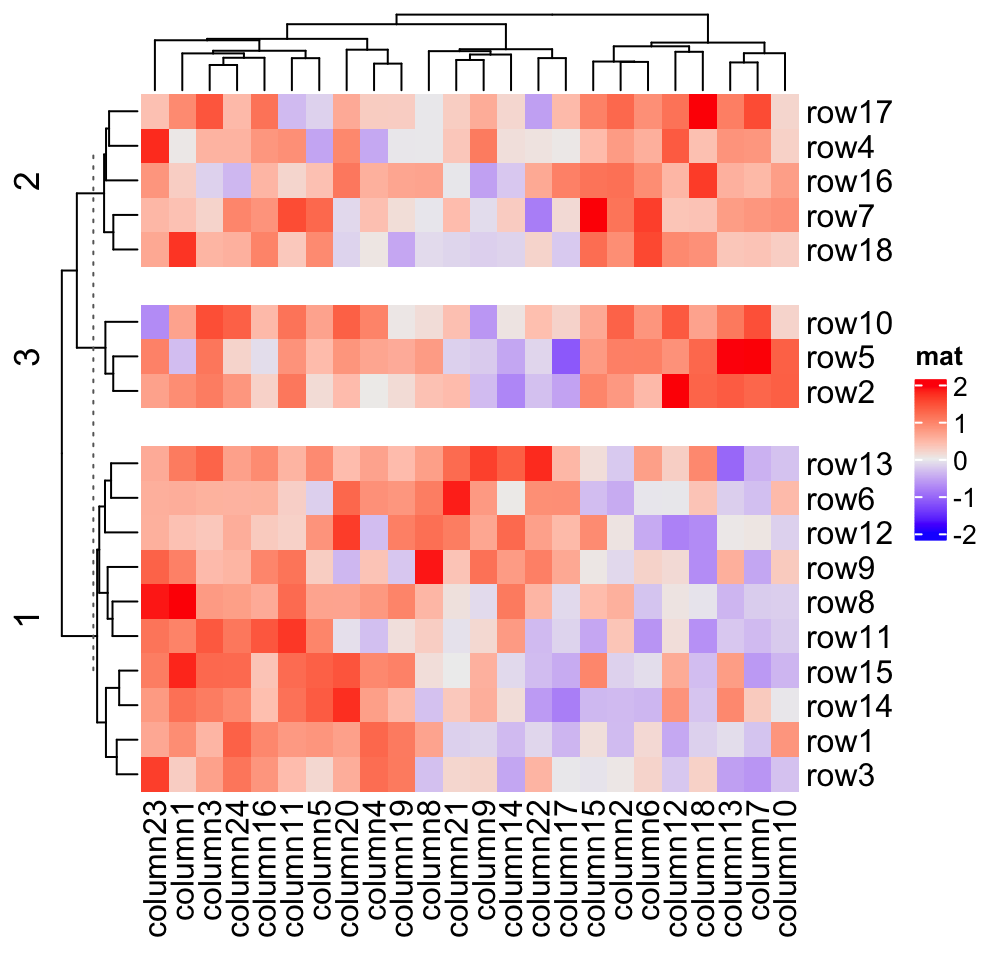 2
row17
row4
row16
row7
row18
3
row10
row5
row2
1
row13
row6
row12
row9
row8
row11
row15
row14
row1
row3
mat
2
1
0
-1
-2
column23
column1
column3
column24
column16
column11
column5
column20
column4
column19
column8
column21
column9
column14
column22
column17
column15
column2
column6
column12
column18
column13
column7
column10